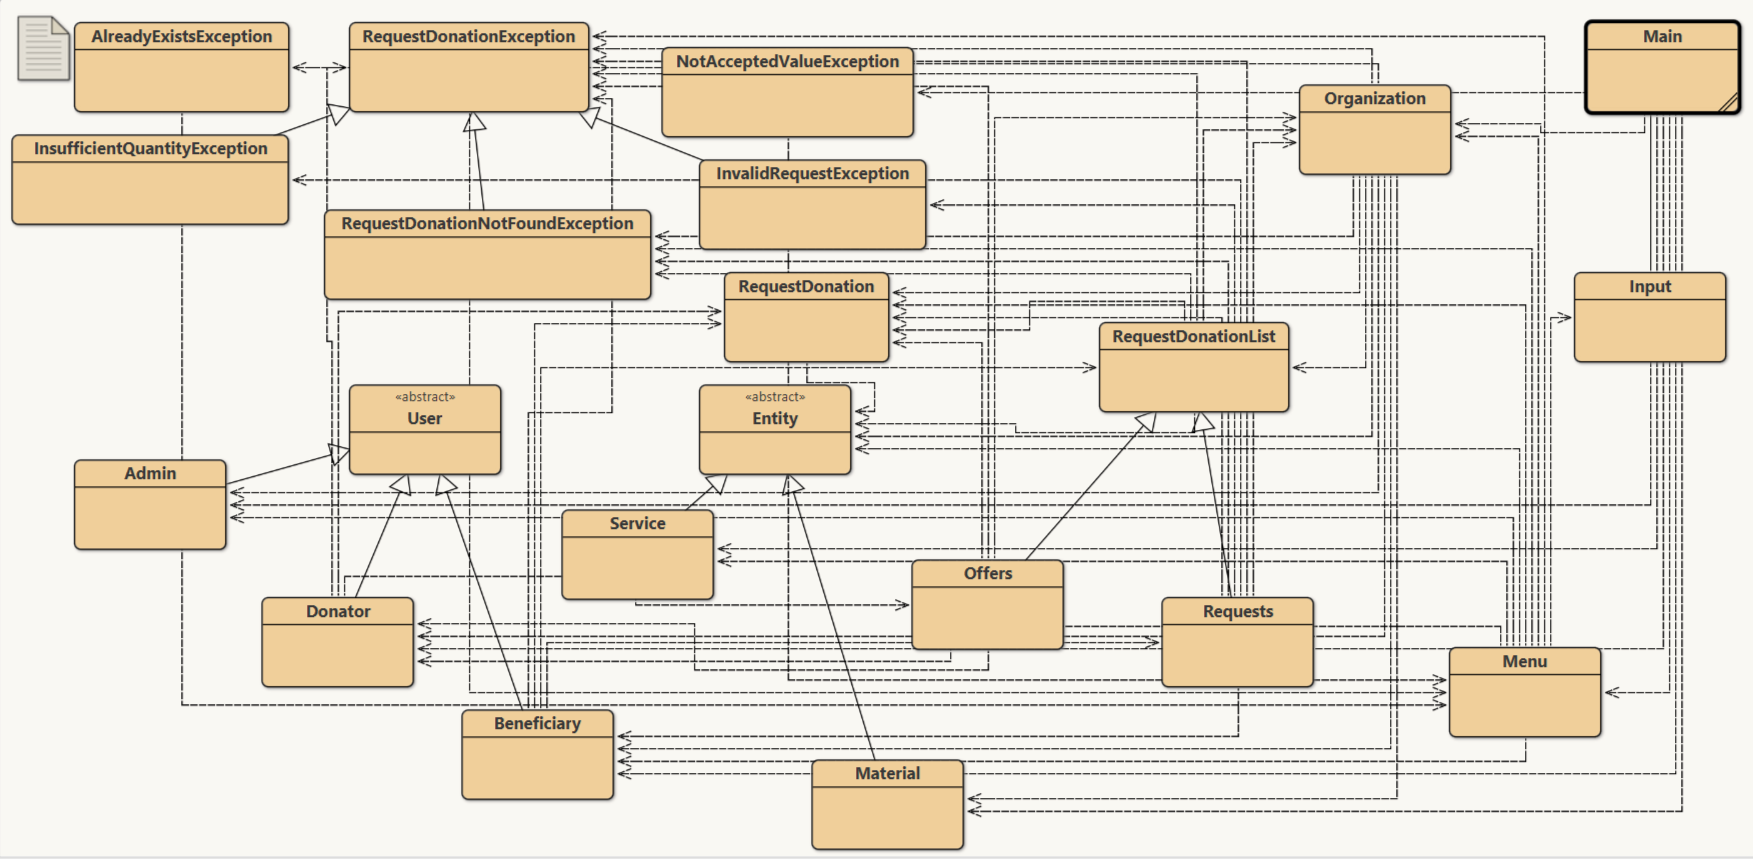 AlreadyExistsException
RequestDonationException
Main
NotAcceptedValueException
Organization
InsufficientQuantityException
InvalidRequestException
RequestDonationNotFoundException
RequestDonation
Input
RequestDonationList
«abstract»
User
«abstract»
Entity
Admin
Service
Offers
Donator
Requests
Menu
Beneficiary
Material